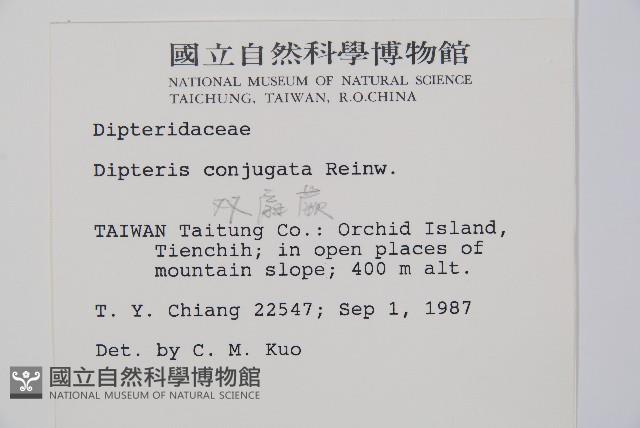 國立自然科學博物館
NATIONAL MUSEUM OF NATURAL SCIENCE
TAICHUNG, TAIWAN, R.O.CHINA
Dipteridaceae
Dipteris conjugata Reinw.
双扇蕨
TAIWAN Taitung Co.: Orchid Island,
Tienchih; in open places of
mountain slope; 400 m alt.
T. Y. Chiang 22547; Sep 1, 1987
Det. by C. M. Kuo
國立自然科學博物館
NATIONAL MUSEUM OF NATURAL SCIENCE